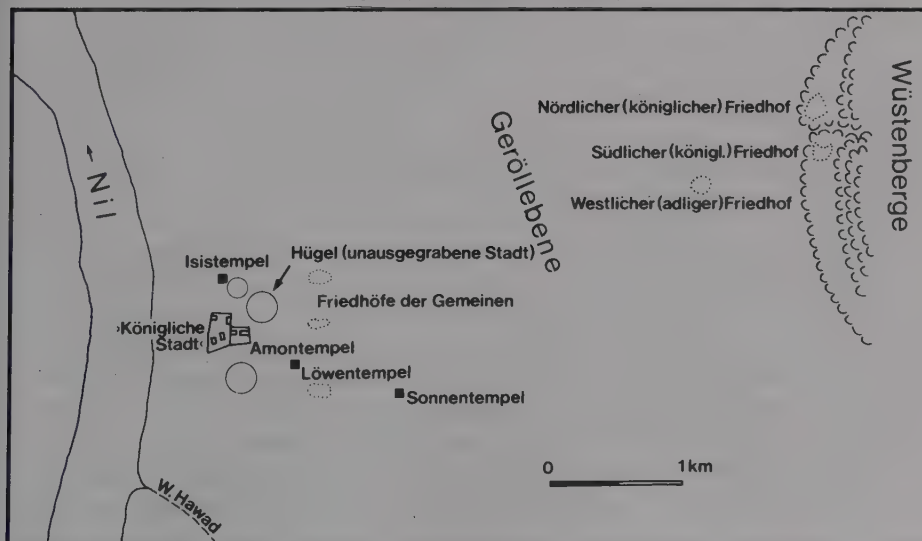 Nil
Isistempel
Hügel (unausgegrabene Stadt)
Friedhöfe der Gemeinen
›Königliche
Stadt‹
Amontempel
Löwentempel
Sonnentempel
W. Hawad
Geröllebene
Nördlicher (königlicher) Friedhof
Südlicher (königl.) Friedhof
Westlicher (adliger) Friedhof
Wüstenberge
0 1 km